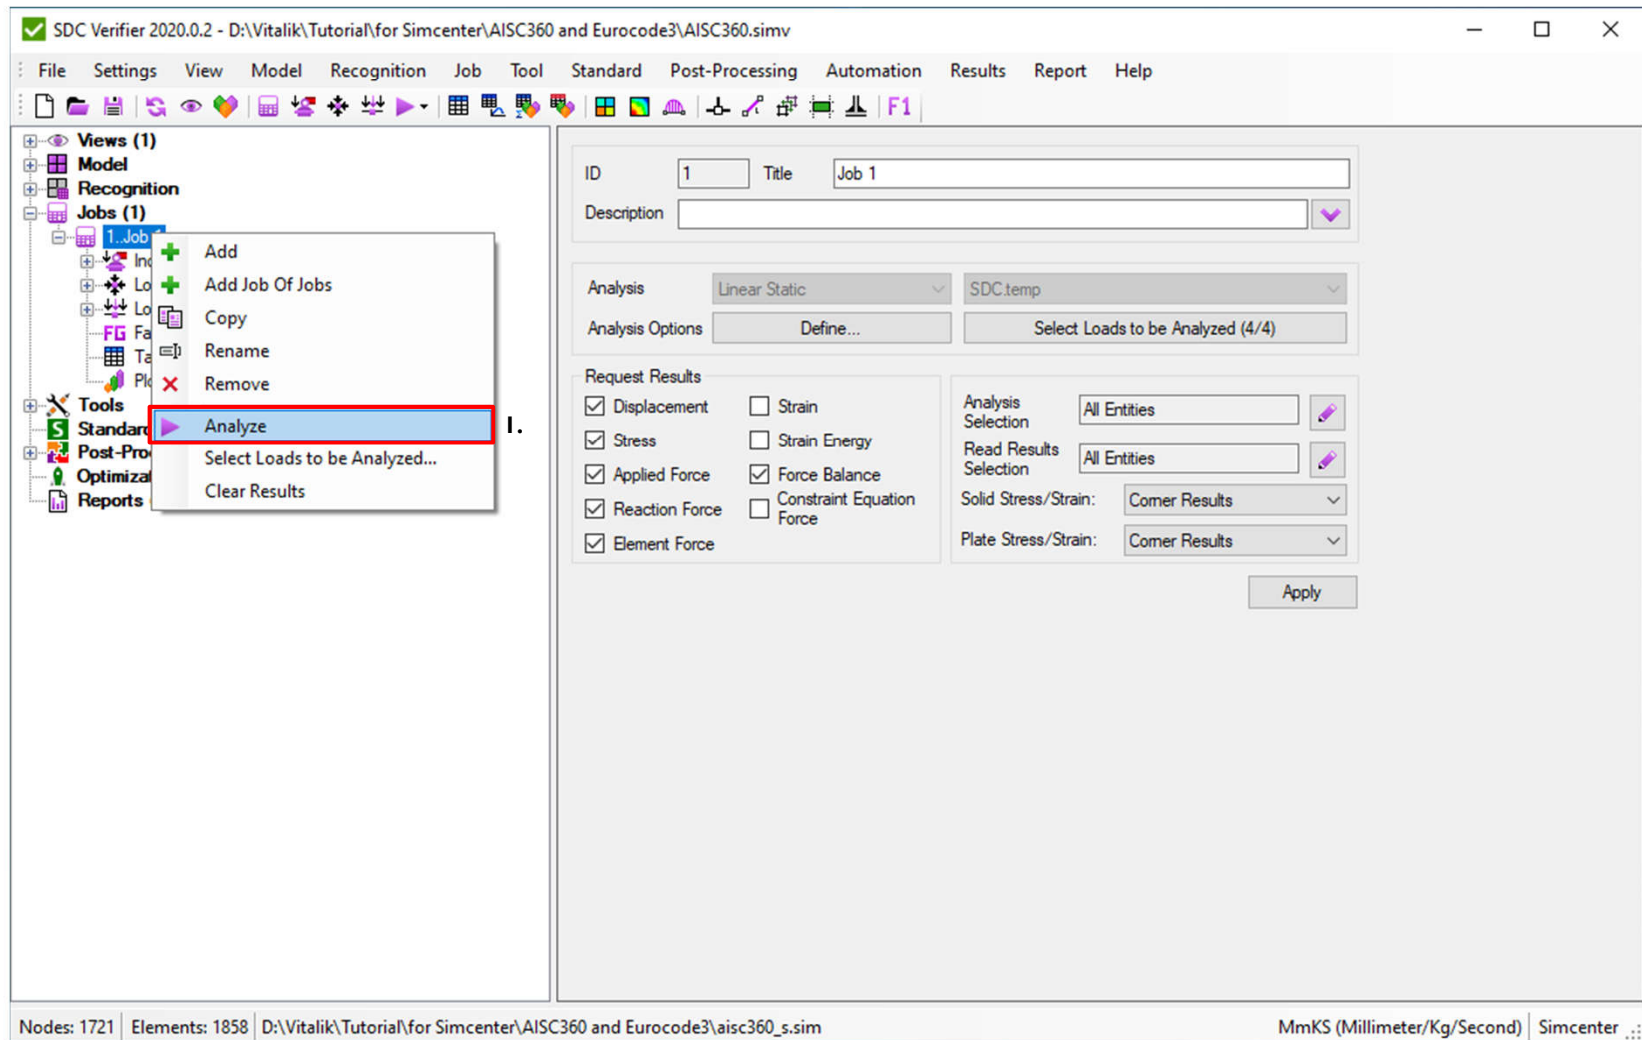 SDC Verifier 2020.0.2 - D:\Vitalik\Tutorial\for Simcenter\AISC360 and Eurocode3\AISC360.simv
File Settings View Model Recognition Job Tool Standard Post-Processing Automation Results Report Help
F1
Views (1)
Model
Recognition
Jobs (1)
1..Job
FG
Tools
Reports
Add
Add Job Of Jobs
Copy
Rename
Remove
Analyze
1.
Select Loads to be Analyzed...
Clear Results
ID 1 Title Job 1
Description
Analysis Linear Static SDC.temp
Analysis Options Define... Select Loads to be Analyzed (4/4)
Request Results
Displacement Strain
Stress Strain Energy
Applied Force Force Balance
Reaction Force Constraint Equation
Force
Element Force
Analysis
Selection All Entities
Read Results
Selection All Entities
Solid Stress/Strain: Corner Results
Plate Stress/Strain: Corner Results
Apply
Nodes: 1721 Elements: 1858 D:\Vitalik\Tutorial\for Simcenter\AISC360 and Eurocode3\aisc360_s.sim MmKS (Millimeter/Kg/Second) Simcenter